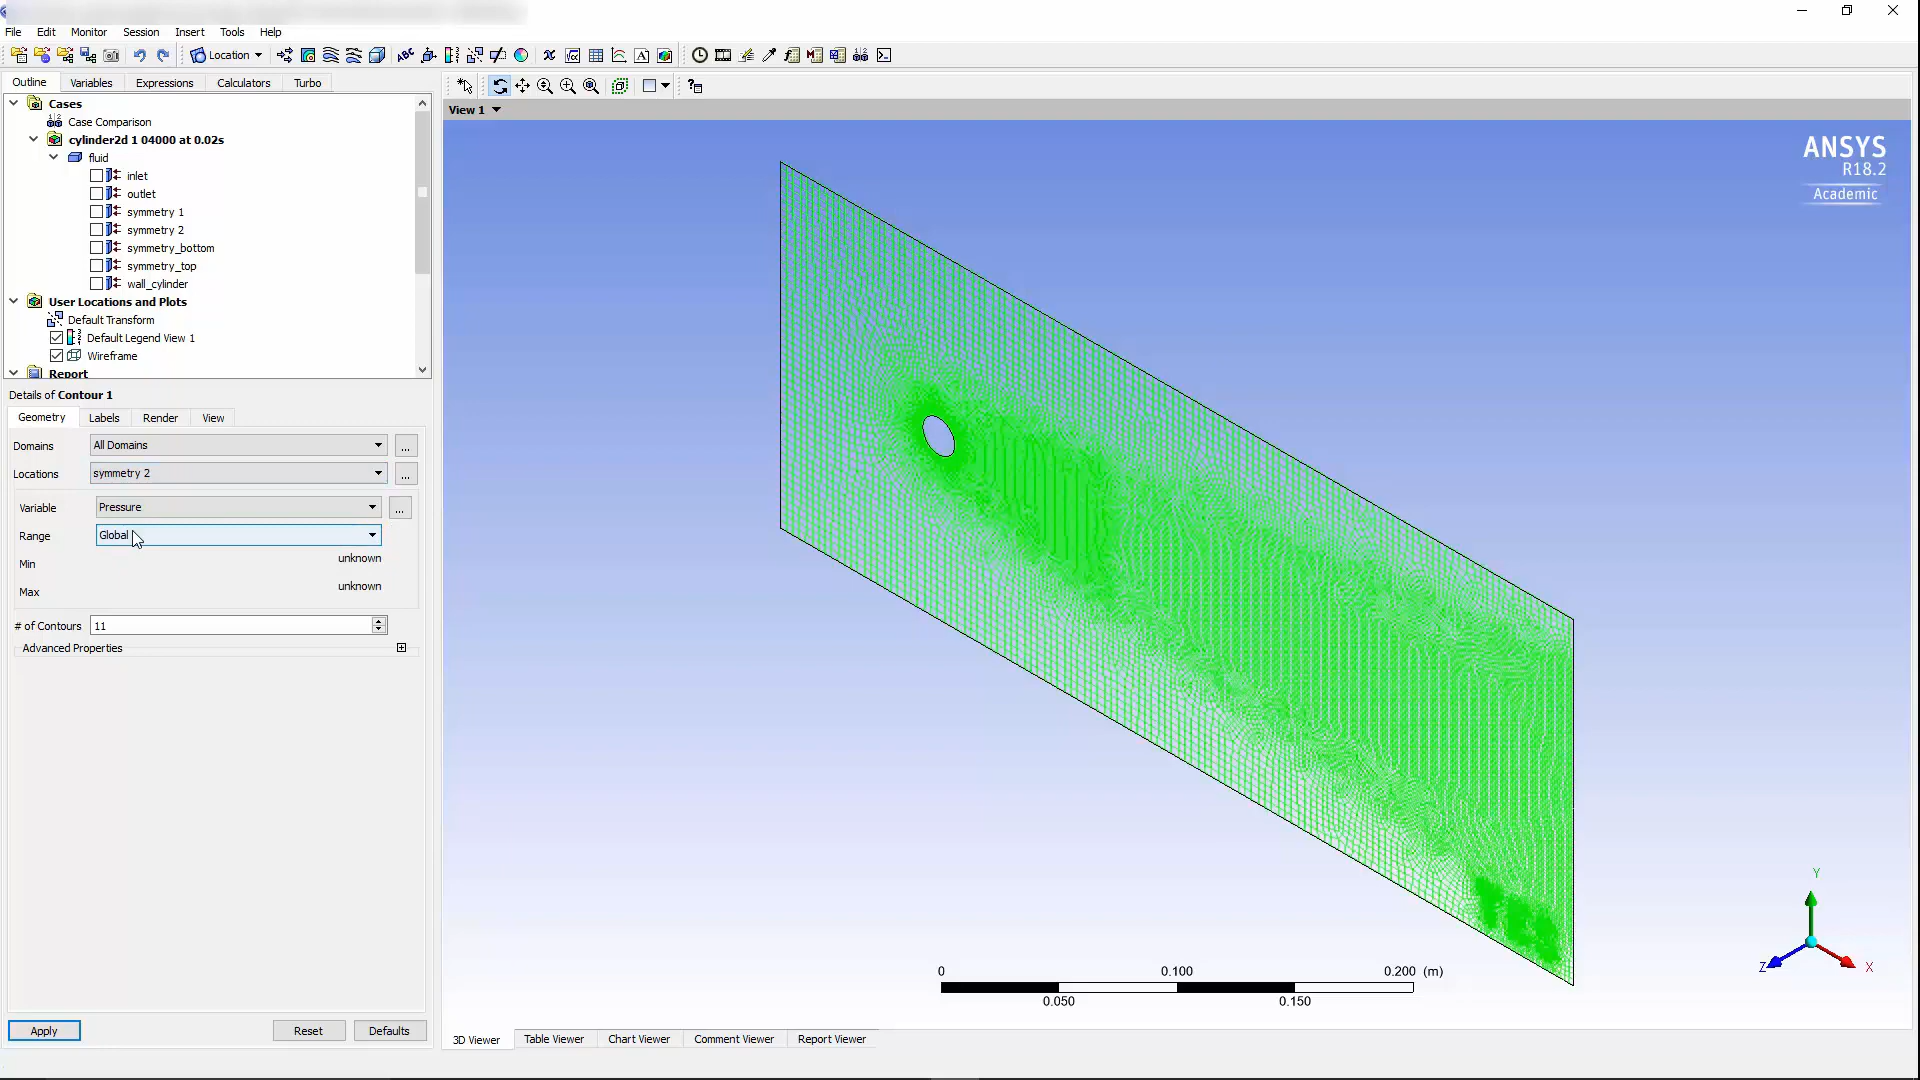 File Edit Monitor Session Insert Tools Help
Location
Outline Variables Expressions Calculators Turbo
Cases
Case Comparison
cylinder2d 1 04000 at 0.02s
fluid
inlet
outlet
symmetry 1
symmetry 2
symmetry_bottom
symmetry_top
wall_cylinder
User Locations and Plots
Default Transform
Default Legend View 1
Wireframe
Report
Details of Contour 1
Geometry Labels Render View
Domains All Domains ...
Locations symmetry 2 ...
Variable Pressure ...
Range Global
Min unknown
Max unknown
# of Contours 11
Advanced Properties
Apply Reset Defaults
View 1
ANSYS
R18.2
Academic
Y
Z X
0 0.100 0.200 (m)
0.050 0.150
3D Viewer Table Viewer Chart Viewer Comment Viewer Report Viewer